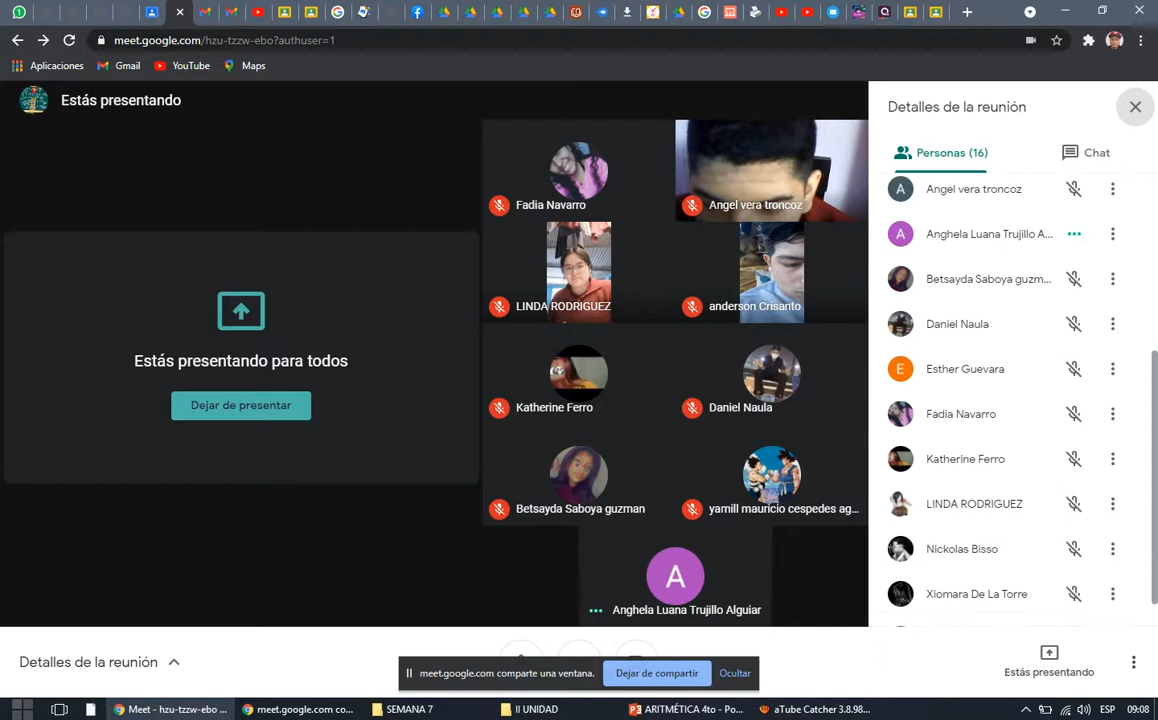 meet.google.com/hzu-tzzw-ebo?authuser=1
Aplicaciones
Gmail
YouTube
Maps
Estás presentando
Estás presentando para todos
Dejar de presentar
Fadia Navarro
Angel vera troncoz
LINDA RODRIGUEZ
anderson Crisanto
Katherine Ferro
Daniel Naula
Betsayda Saboya guzman
yamill mauricio cespedes ag...
A
Anghela Luana Trujillo Alguiar
Detalles de la reunión
Personas (16)
Chat
A
Angel vera troncoz
A
Anghela Luana Trujillo A...
Betsayda Saboya guzm...
Daniel Naula
E
Esther Guevara
Fadia Navarro
Katherine Ferro
LINDA RODRIGUEZ
Nickolas Bisso
Xiomara De La Torre
Detalles de la reunión
meet.google.com comparte una ventana.
Dejar de compartir
Ocultar
Estás presentando
Meet - hzu-tzzw-ebo ...
meet.google.com co...
SEMANA 7
II UNIDAD
ARITMÉTICA 4to - Po...
aTube Catcher 3.8.98...
ESP
09:08